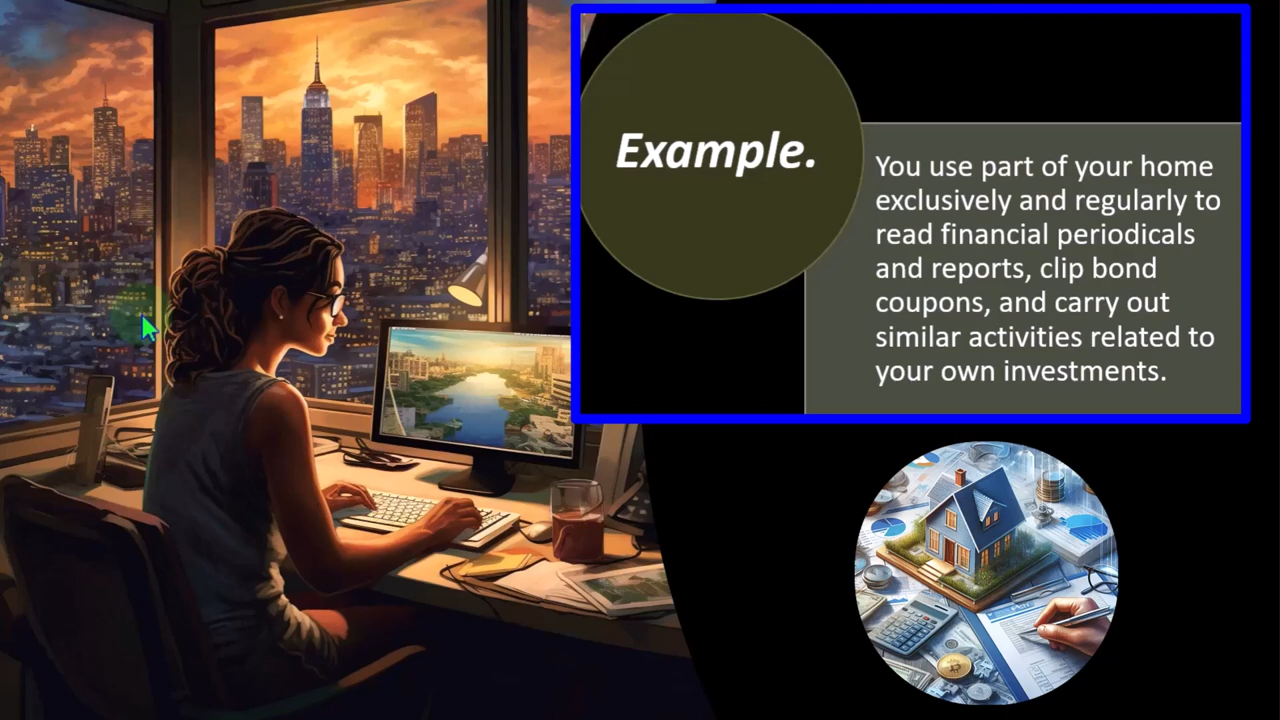 Example.
You use part of your home
exclusively and regularly to
read financial periodicals
and reports, clip bond
coupons, and carry out
similar activities related to
your own investments.